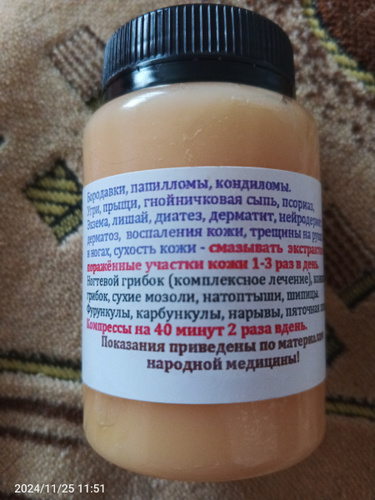 Бородавки, папилломы, кондиломы.
Угри, прыщи, гнойничковая сыпь, псориаз,
Экзема, лишай, диатез, дерматит,
дерматоз, воспаления кожи, трещины на
и ногах, сухость кожи - смазывать
поражённые участки кожи 1-3 раз в день.
Ногтевой грибок (комплексное лечение),
грибок, сухие мозоли, натоптыши, шипицы.
Фурункулы, карбункулы, нарывы, пяточная
Компрессы на 40 минут 2 раза вдень.
Показания приведены по материалам
народной медицины!
2024/11/25 11:51